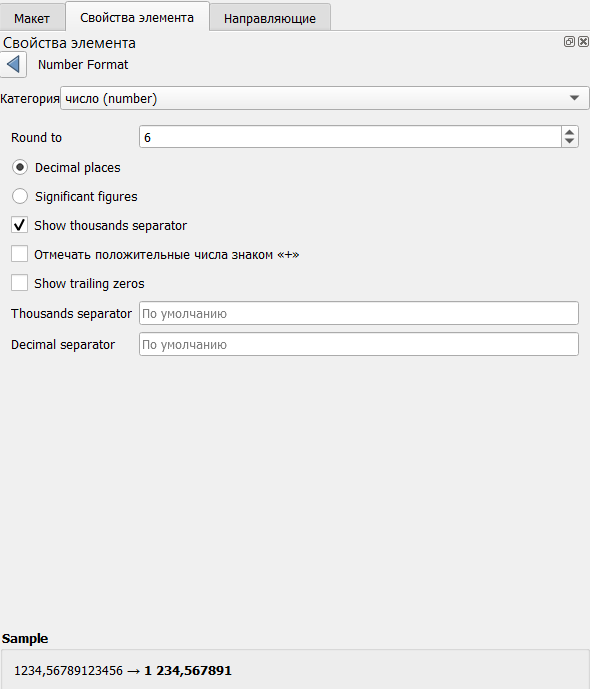 Макет Свойства элемента Направляющие
Свойства элемента
Number Format
Категория число (number)
Round to 6
Decimal places
Significant figures
Show thousands separator
Отмечать положительные числа знаком «+»
Show trailing zeros
Thousands separator По умолчанию
Decimal separator По умолчанию
Sample
1234,56789123456 → 1 234,567891